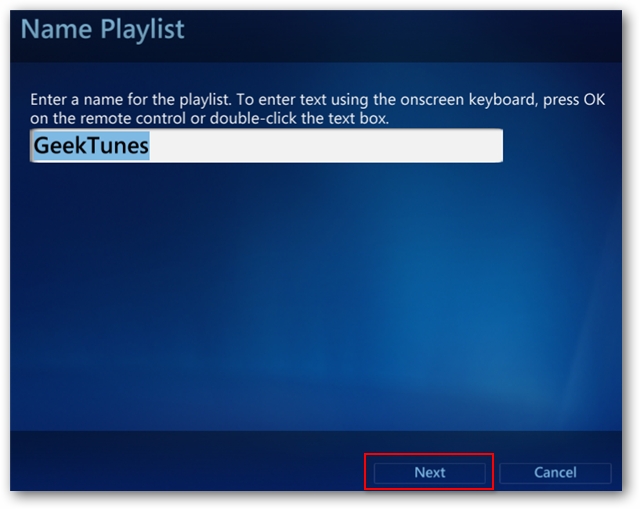 Name Playlist
Enter a name for the playlist. To enter text using the onscreen keyboard, press OK
on the remote control or double-click the text box.
GeekTunes
Next Cancel